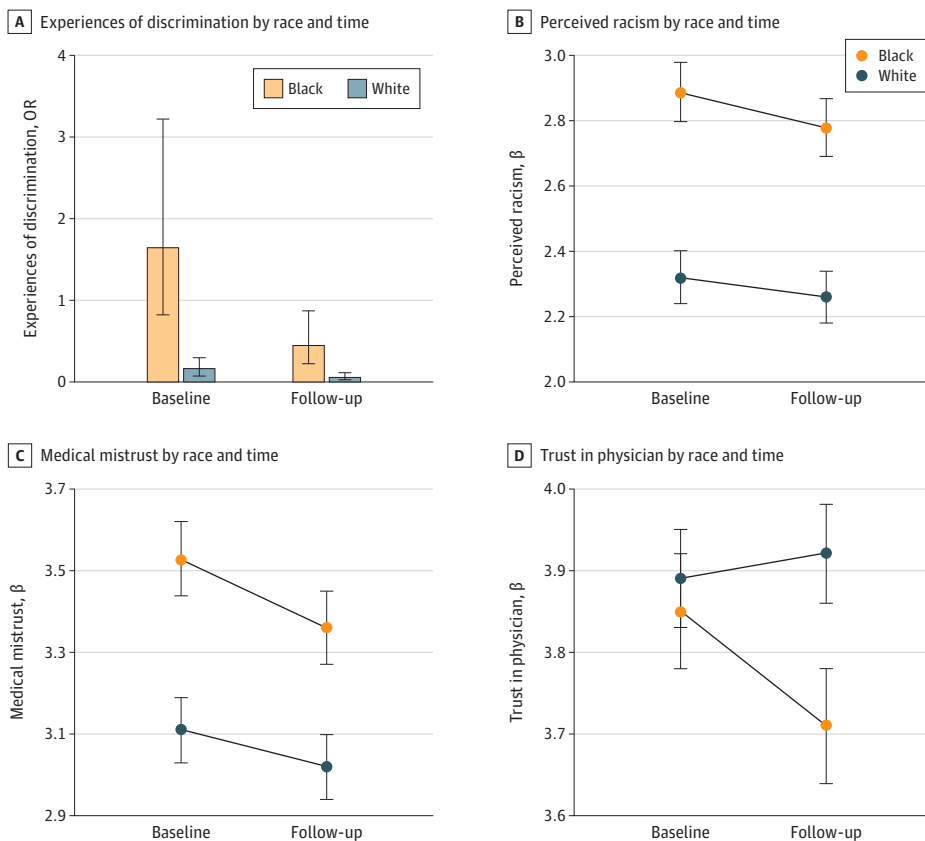 A Experiences of discrimination by race and time
Experiences of discrimination, OR
4
3
2
1
0
Black White
Baseline Follow-up
B Perceived racism by race and time
Perceived racism, β
3.0
2.8
2.6
2.4
2.2
2.0
Black
White
Baseline Follow-up
C Medical mistrust by race and time
Medical mistrust, β
3.7
3.5
3.3
3.1
2.9
Baseline Follow-up
D Trust in physician by race and time
Trust in physician, β
4.0
3.9
3.8
3.7
3.6
Baseline Follow-up